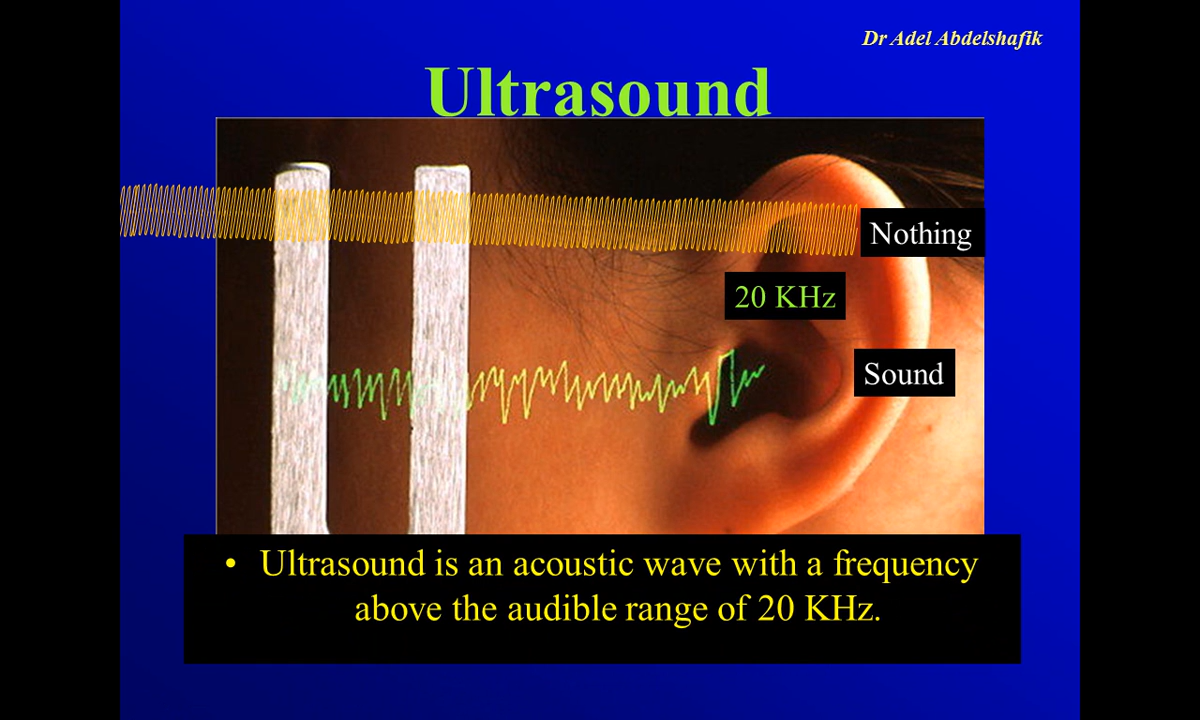 Dr Adel Abdelshafik
Ultrasound
Nothing
20 KHz
Sound
• Ultrasound is an acoustic wave with a frequency
above the audible range of 20 KHz.